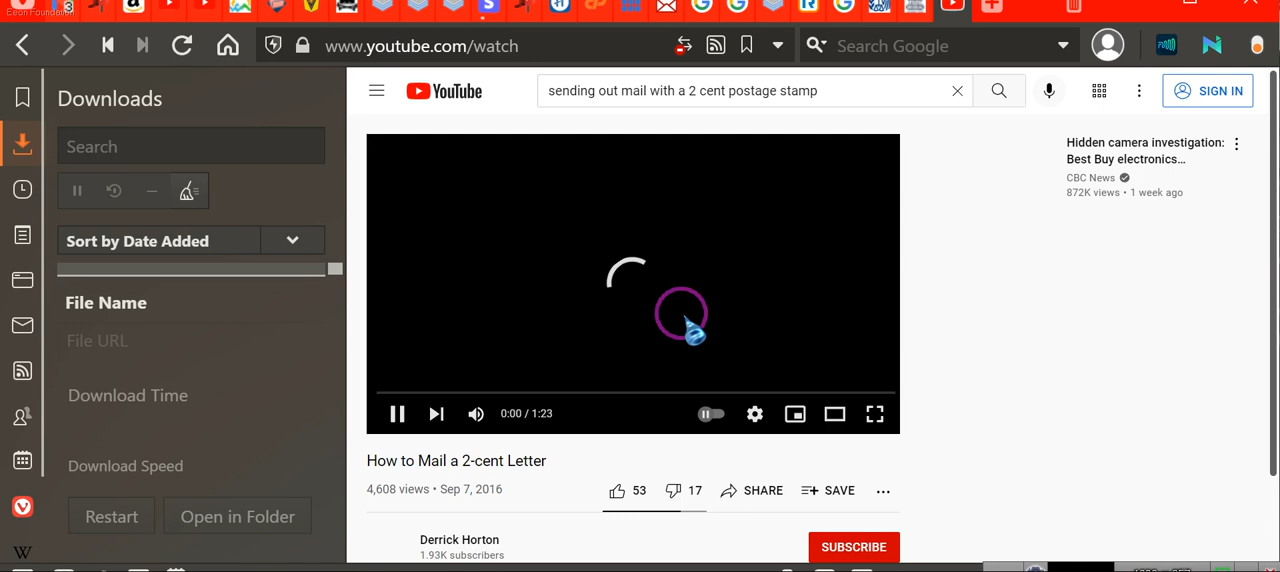 Eeon Foundation
www.youtube.com/watch
Search Google
Downloads
Search
Sort by Date Added
File Name
File URL
Download Time
Download Speed
Restart
Open in Folder
W
YouTube
sending out mail with a 2 cent postage stamp
SIGN IN
0:00 / 1:23
Hidden camera investigation:
Best Buy electronics...
CBC News
872K views • 1 week ago
How to Mail a 2-cent Letter
4,608 views • Sep 7, 2016
53
17
SHARE
SAVE
Derrick Horton
1.93K subscribers
SUBSCRIBE